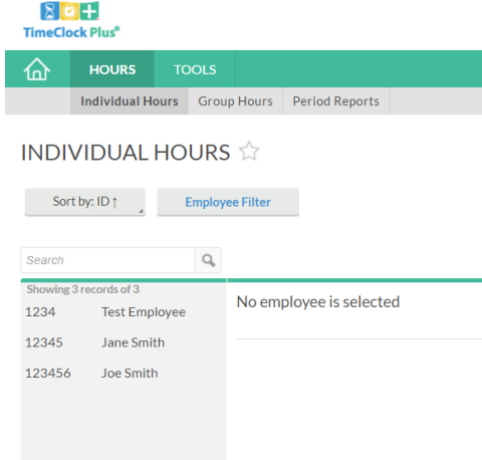 TimeClock Plus®
HOURS TOOLS
Individual Hours Group Hours Period Reports
INDIVIDUAL HOURS
Sort by: ID ↑ Employee Filter
Search
Showing 3 records of 3
No employee is selected
1234 Test Employee
12345 Jane Smith
123456 Joe Smith